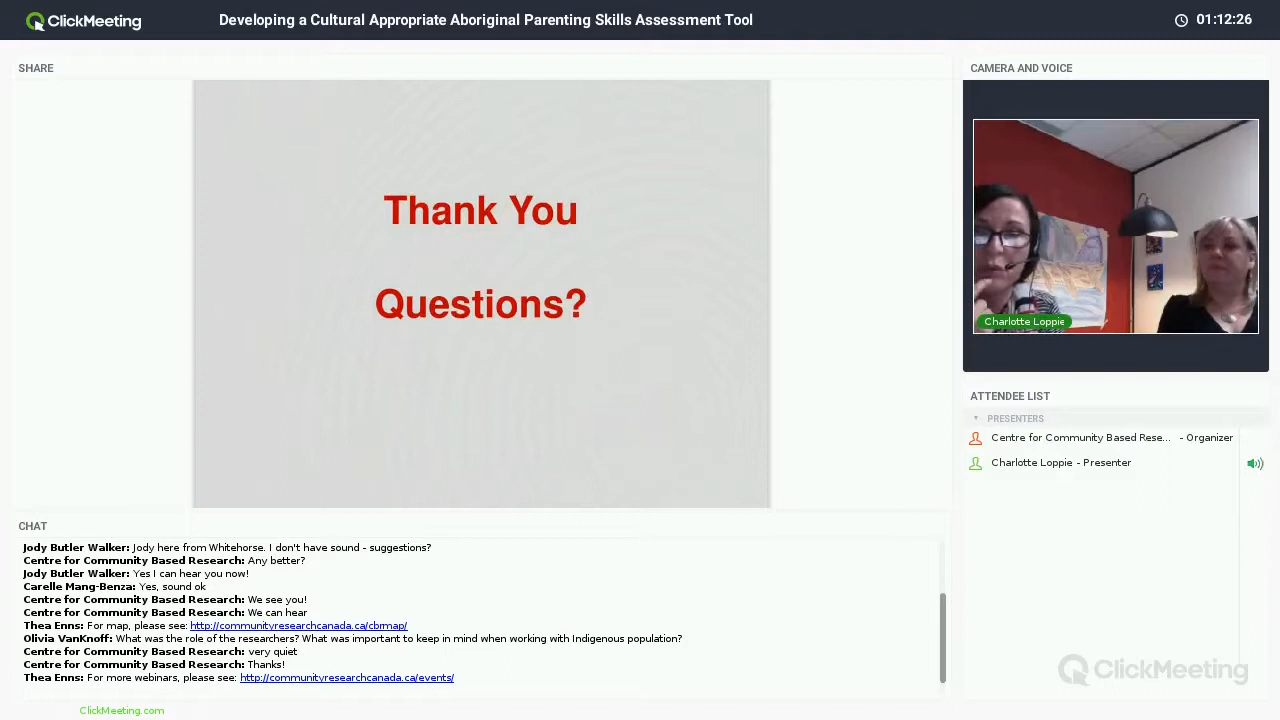 ClickMeeting
Developing a Cultural Appropriate Aboriginal Parenting Skills Assessment Tool
01:12:26
SHARE
Thank You
Questions?
CAMERA AND VOICE
Charlotte Loppie
ATTENDEE LIST
PRESENTERS
Centre for Community Based Rese... - Organizer
Charlotte Loppie - Presenter
CHAT
Jody Butler Walker: Jody here from Whitehorse. I don't have sound - suggestions?
Centre for Community Based Research: Any better?
Jody Butler Walker: Yes I can hear you now!
Carelle Mang-Benza: Yes, sound ok
Centre for Community Based Research: We see you!
Centre for Community Based Research: We can hear
Thea Enns: For map, please see: http://communityresearchcanada.ca/cbrmap/
Olivia VanKnoff: What was the role of the researchers? What was important to keep in mind when working with Indigenous population?
Centre for Community Based Research: very quiet
Centre for Community Based Research: Thanks!
Thea Enns: For more webinars, please see: http://communityresearchcanada.ca/events/
ClickMeeting
ClickMeeting.com